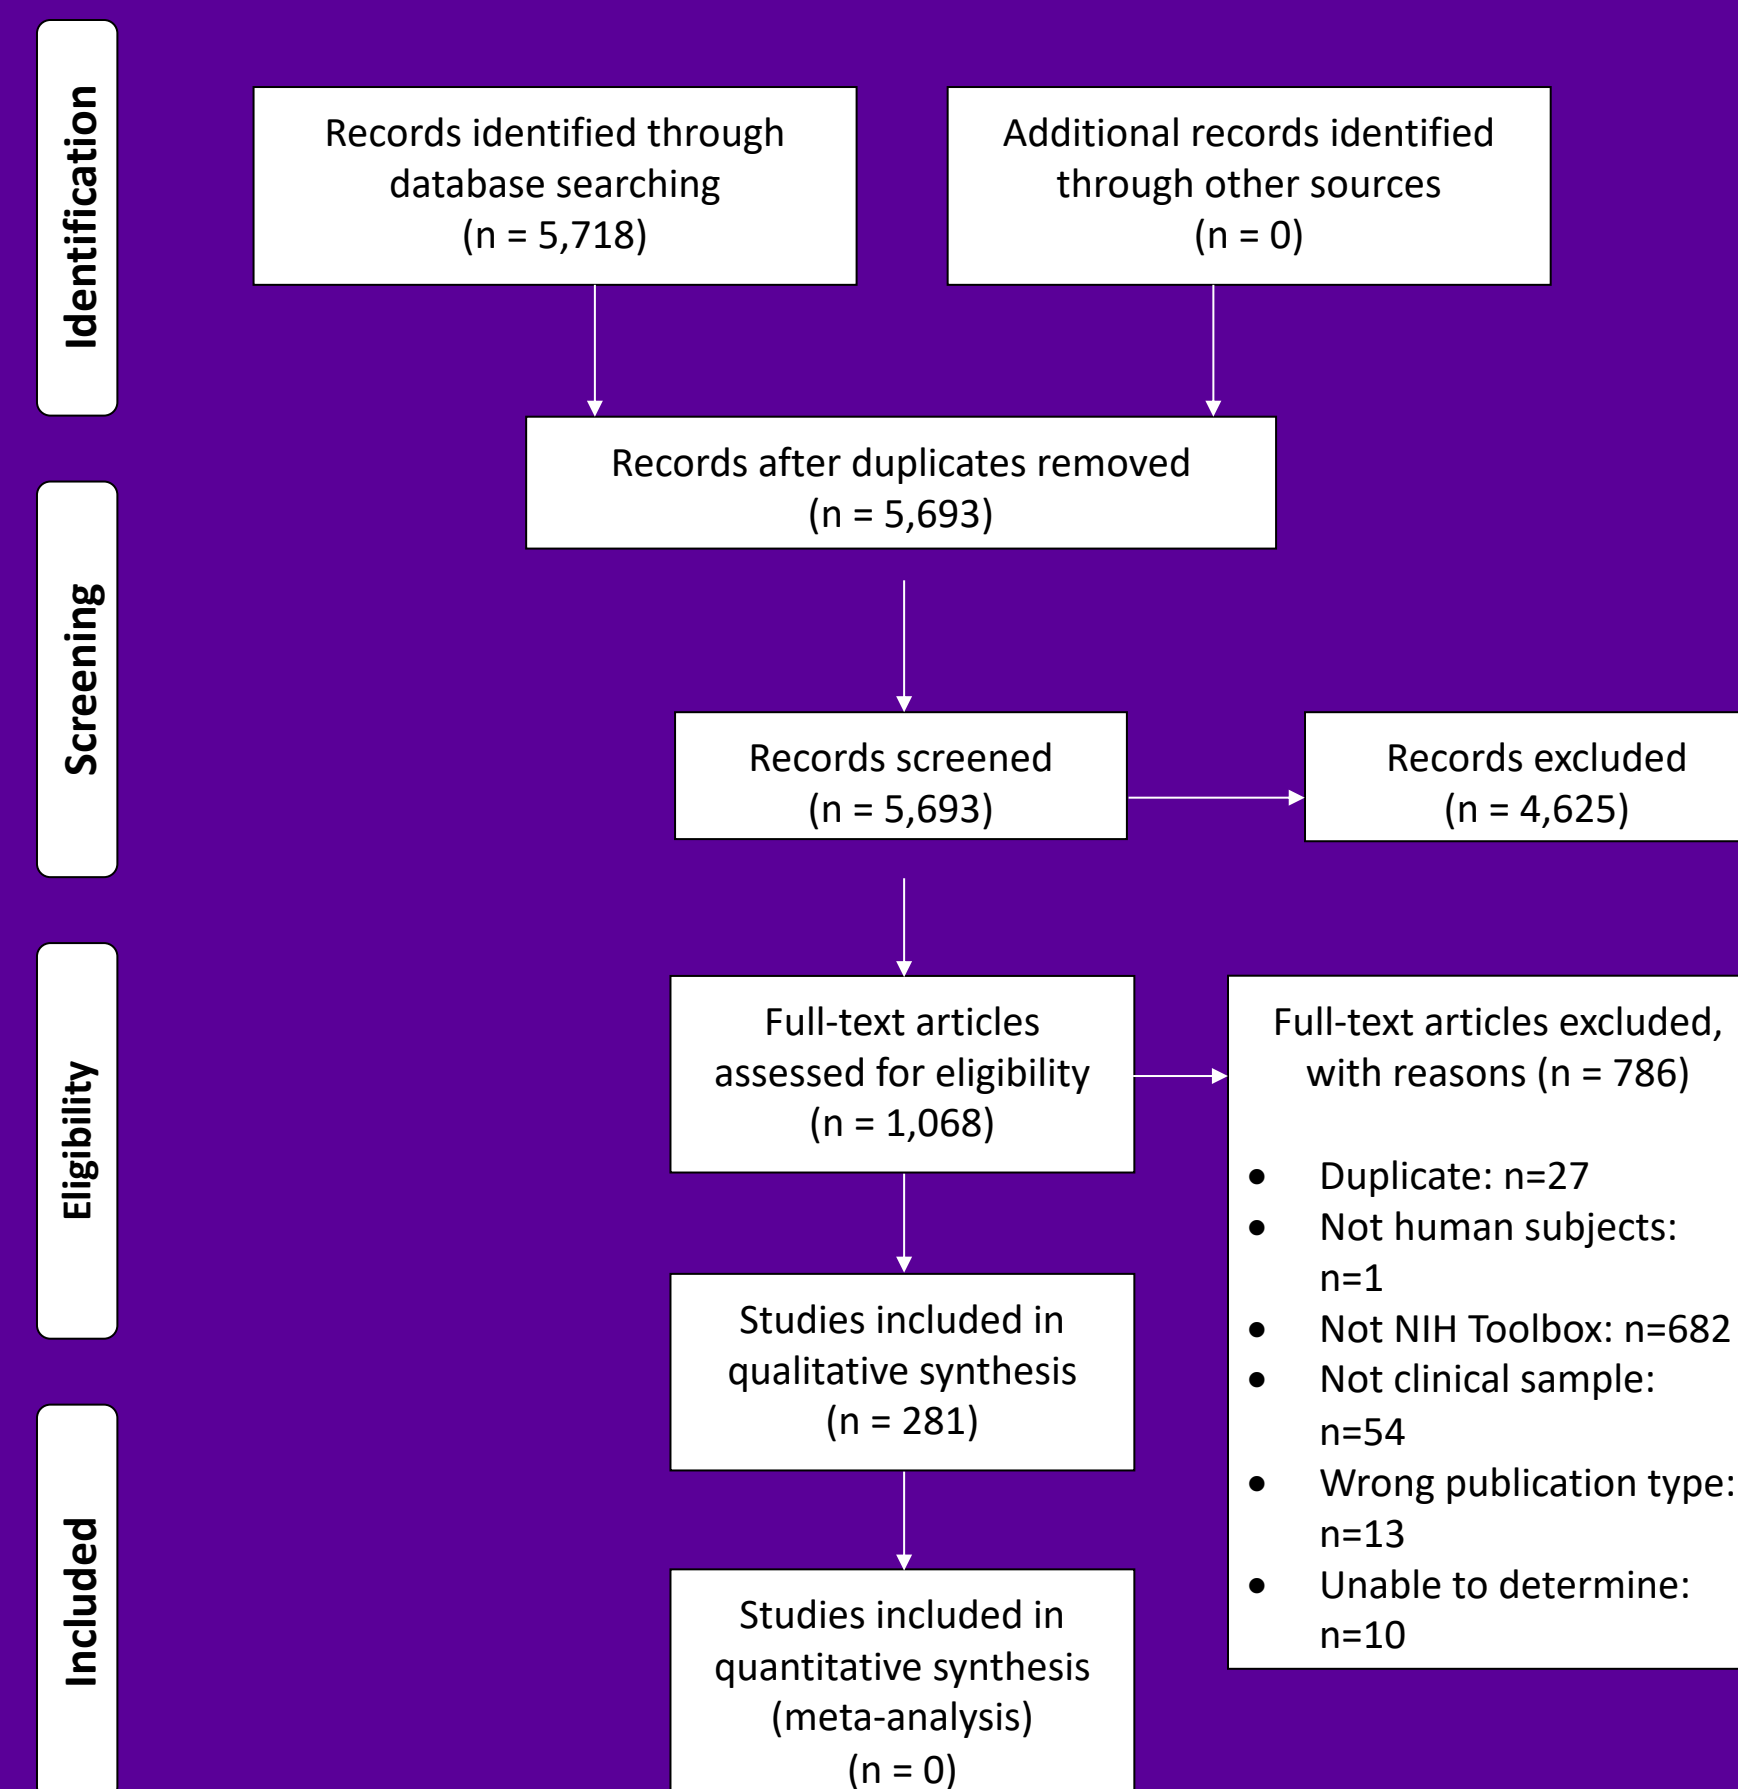 Identification
Records identified through
database searching
(n = 5,718)
Additional records identified
through other sources
(n = 0)
Records after duplicates removed
(n = 5,693)
Screening
Records screened
(n = 5,693)
Records excluded
(n = 4,625)
Eligibility
Full-text articles
assessed for eligibility
(n = 1,068)
Full-text articles excluded,
with reasons (n = 786)
• Duplicate: n=27
• Not human subjects:
n=1
• Not NIH Toolbox: n=682
• Not clinical sample:
n=54
• Wrong publication type:
n=13
• Unable to determine:
n=10
Studies included in
qualitative synthesis
(n = 281)
Included
Studies included in
quantitative synthesis
(meta-analysis)
(n = 0)